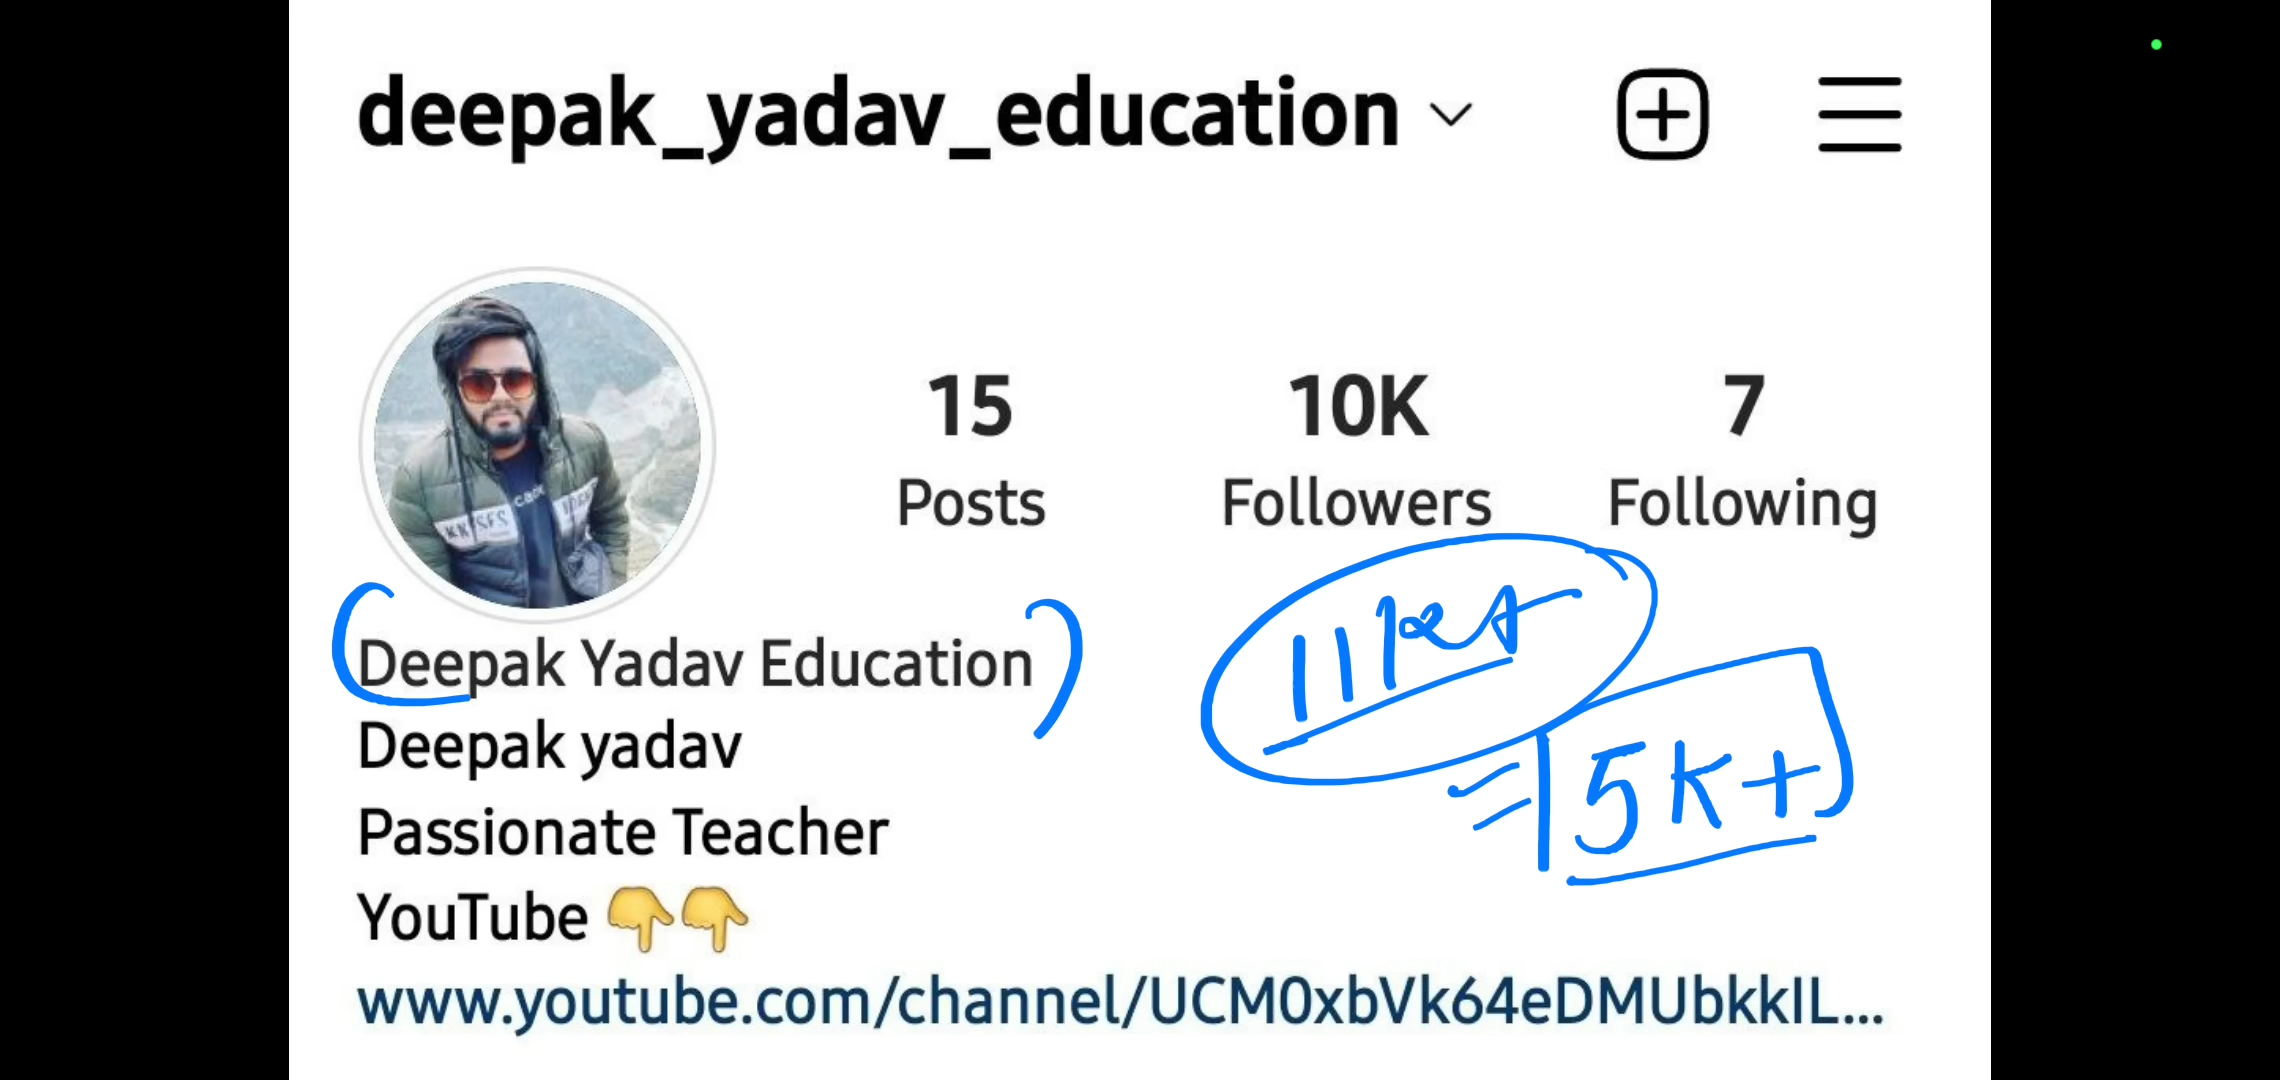 deepak_yadav_education
15 10K 7
Posts Followers Following
Deepak Yadav Education
Deepak yadav
Passionate Teacher
YouTube 👇👇
www.youtube.com/channel/UCM0xbVk64eDMUbkkIL...
15K+